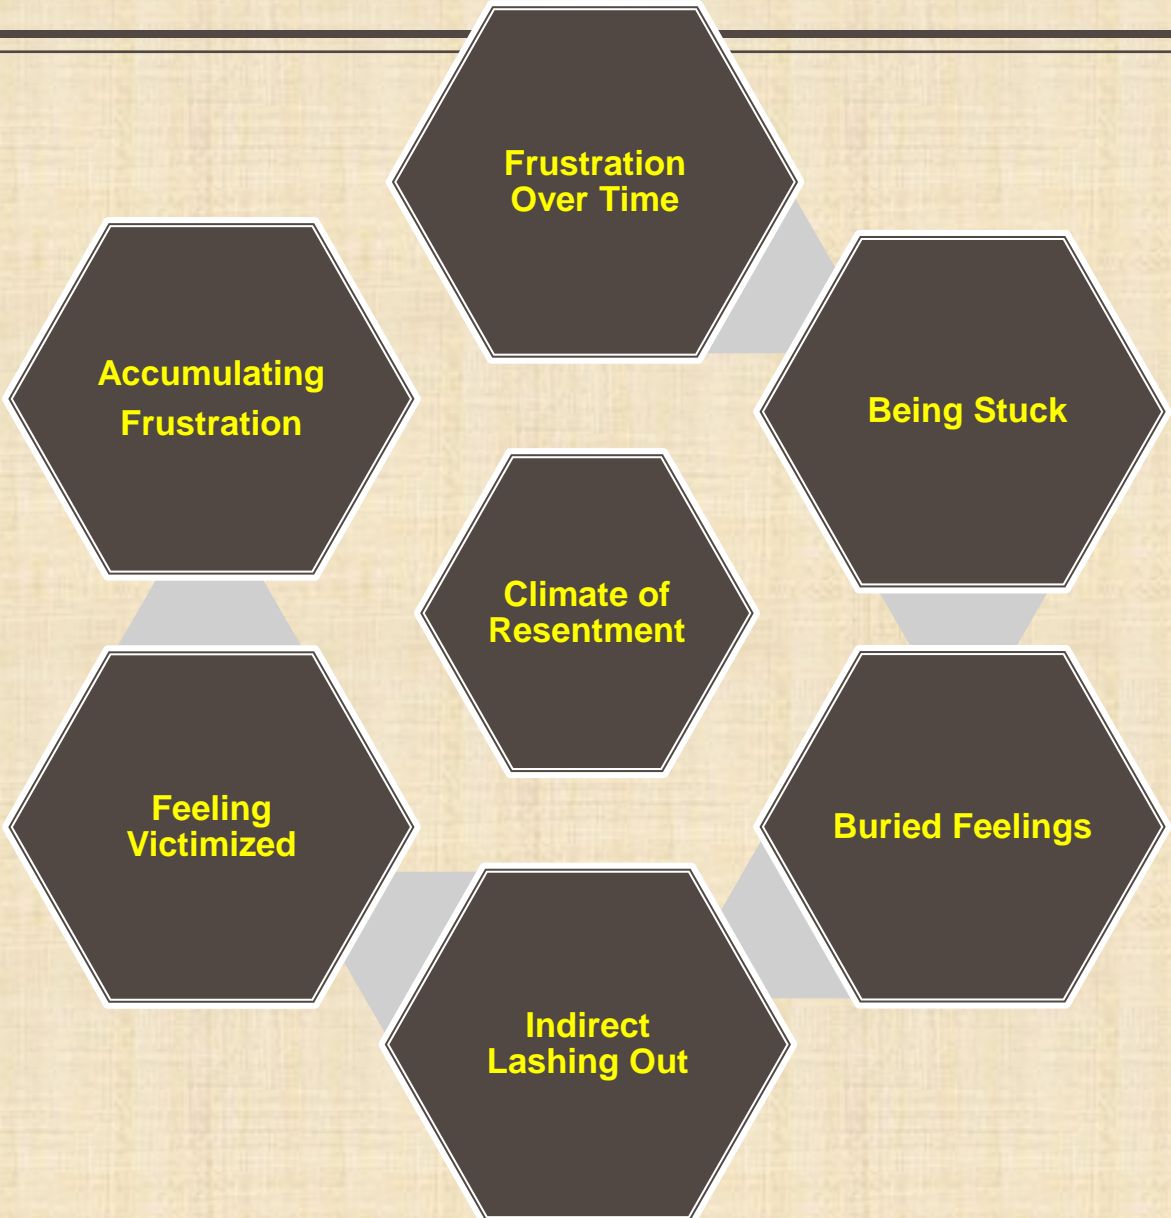 Frustration
Over Time
Being Stuck
Buried Feelings
Indirect
Lashing Out
Feeling
Victimized
Accumulating
Frustration
Climate of
Resentment